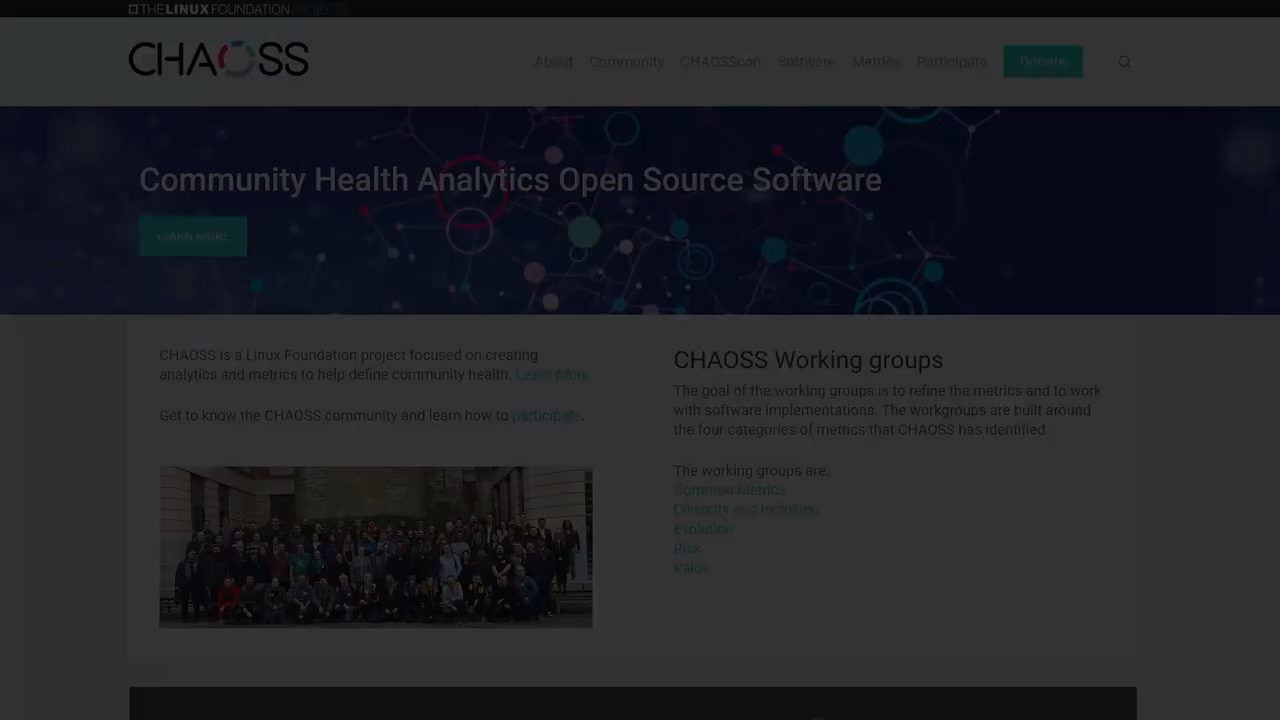 THE LINUX FOUNDATION PROJECTS
CHAOSS
About Community CHAOSScon Software Metrics Participate Donate
Community Health Analytics Open Source Software
LEARN MORE
CHAOSS is a Linux Foundation project focused on creating
analytics and metrics to help define community health. Learn More.
Get to know the CHAOSS community and learn how to participate.
CHAOSS Working groups
The goal of the working groups is to refine the metrics and to work
with software implementations. The workgroups are built around
the four categories of metrics that CHAOSS has identified.
The working groups are:
Common Metrics
Diversity and Inclusion
Evolution
Risk
Value